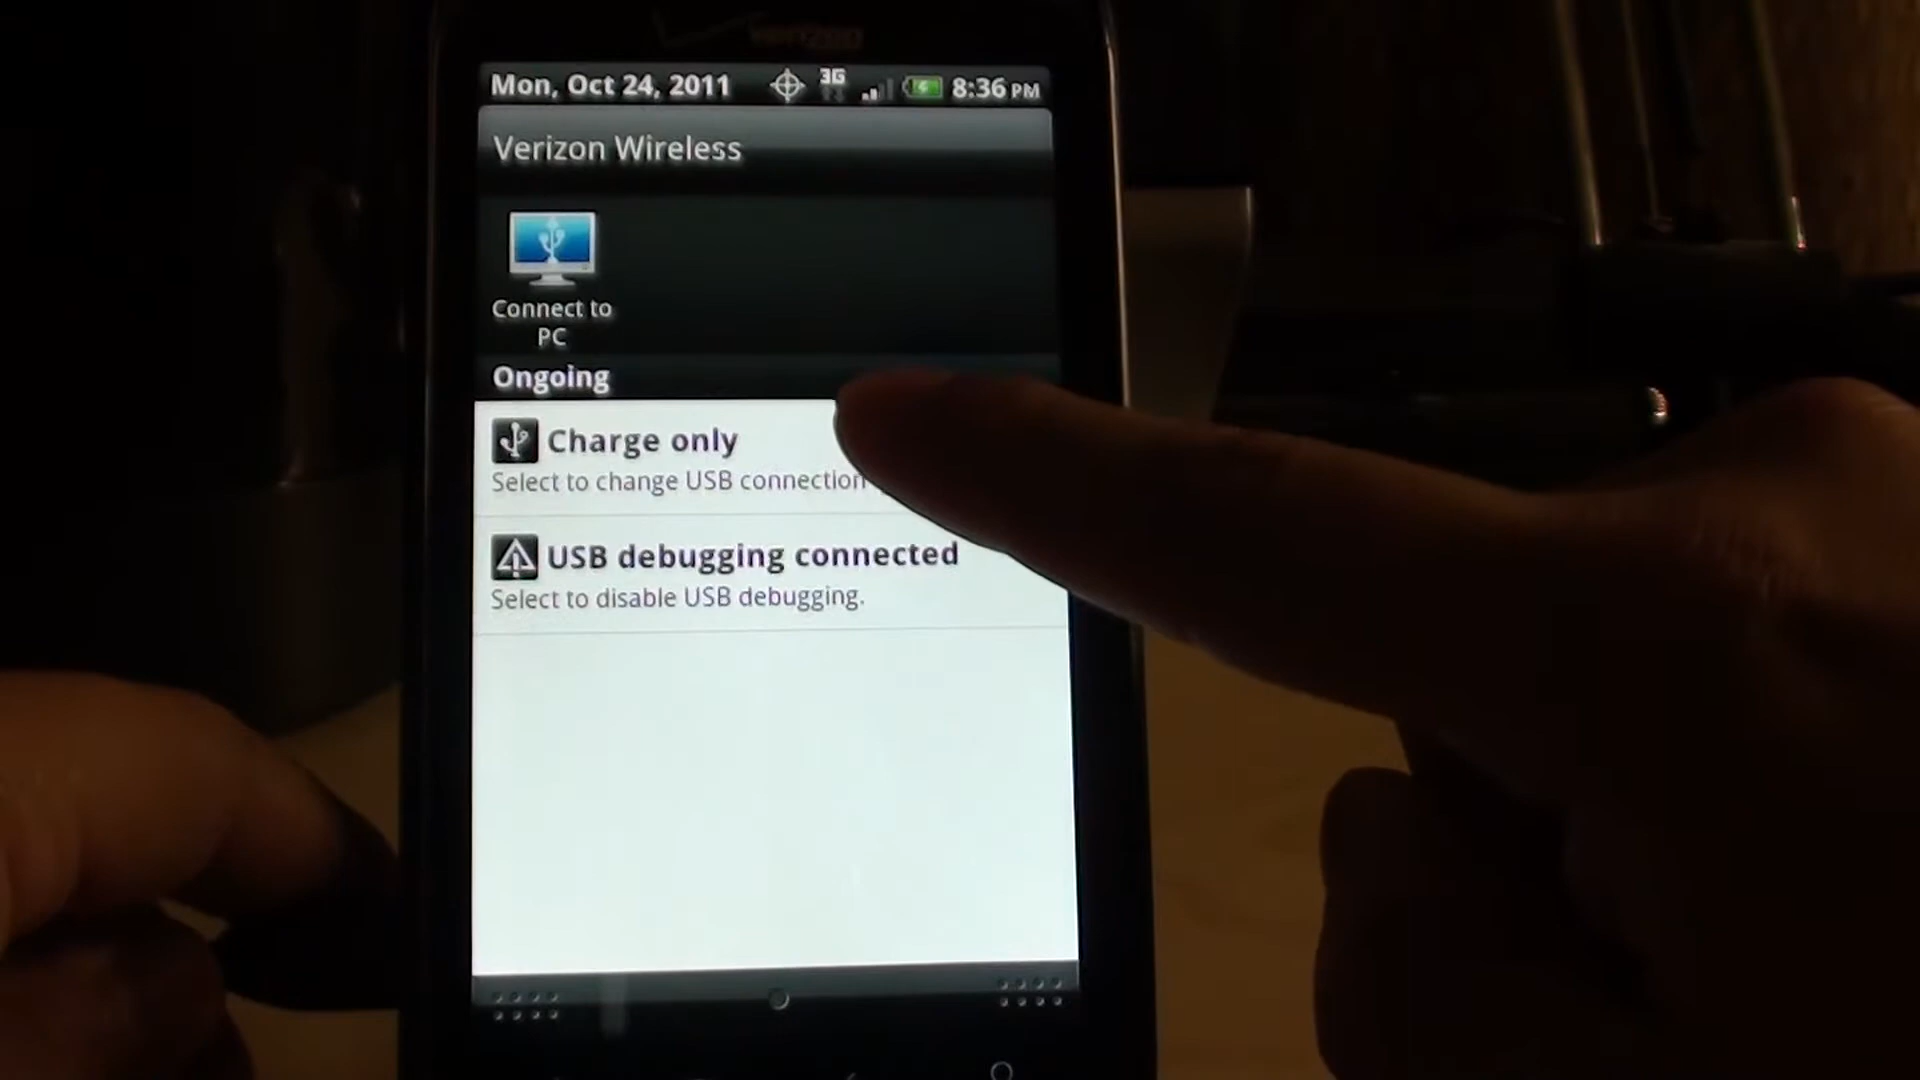 verizon
Mon, Oct 24, 2011 3G 8:36 PM
Verizon Wireless
Connect to
PC
Ongoing
Charge only
Select to change USB connection
USB debugging connected
Select to disable USB debugging.